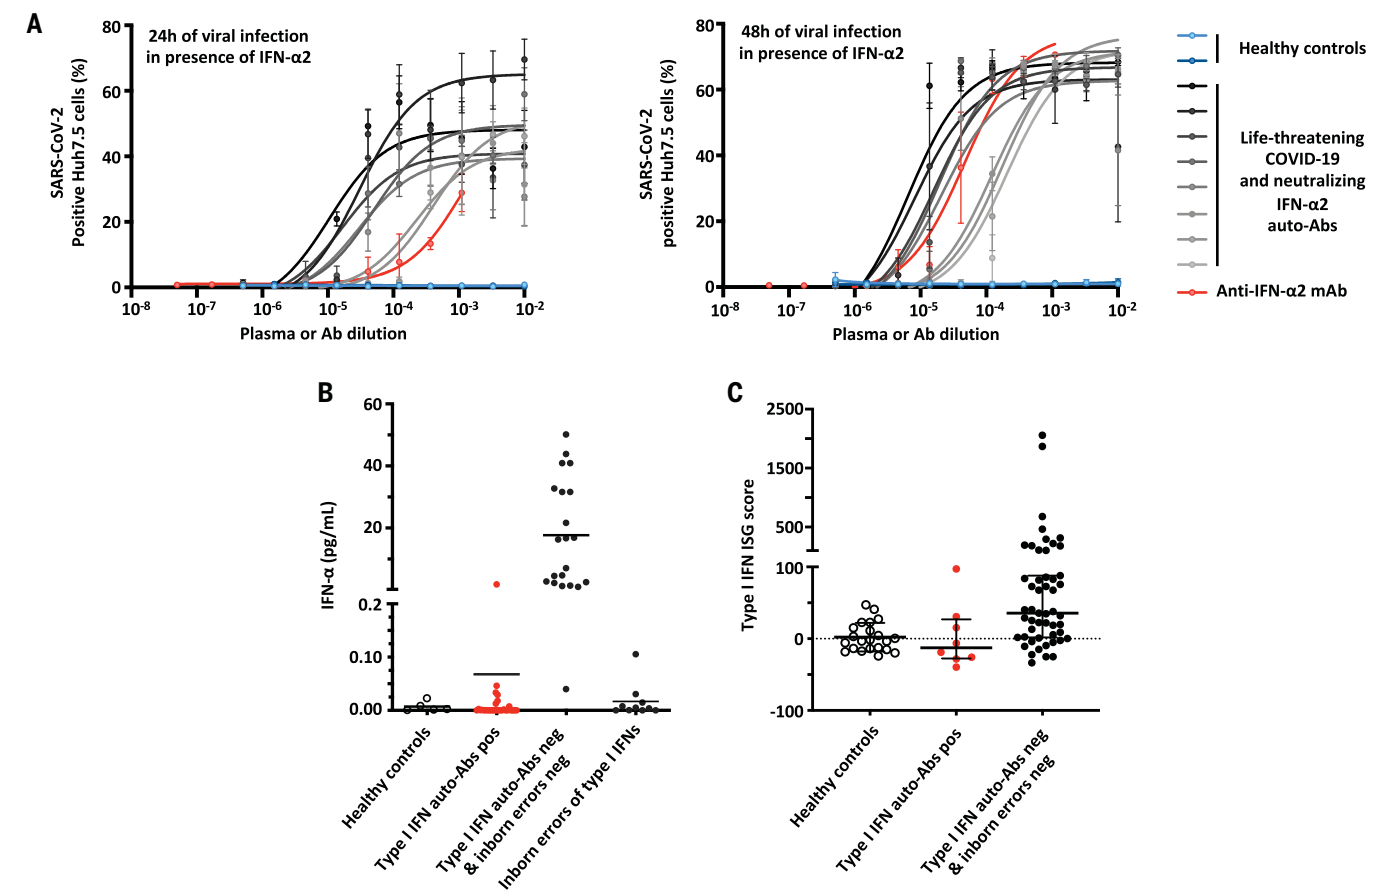 A
24h of viral infection
in presence of IFN-α2
SARS-CoV-2
Positive Huh7.5 cells (%)
80
60
40
20
0
10-8
10-7
10-6
10-5
10-4
10-3
10-2
Plasma or Ab dilution
48h of viral infection
in presence of IFN-α2
SARS-CoV-2
positive Huh7.5 cells (%)
80
60
40
20
0
10-8
10-7
10-6
10-5
10-4
10-3
10-2
Plasma or Ab dilution
Healthy controls
Life-threatening
COVID-19
and neutralizing
IFN-α2
auto-Abs
Anti-IFN-α2 mAb
B
IFN-α (pg/mL)
60
40
20
0.2
0.10
0.00
Healthy controls
Type I IFN auto-Abs pos
Type I IFN auto-Abs neg
& inborn errors neg
Inborn errors of type I IFNs
C
Type I IFN ISG score
2500
1500
500
100
0
-100
Healthy controls
Type I IFN auto-Abs pos
Type I IFN auto-Abs neg
& inborn errors neg